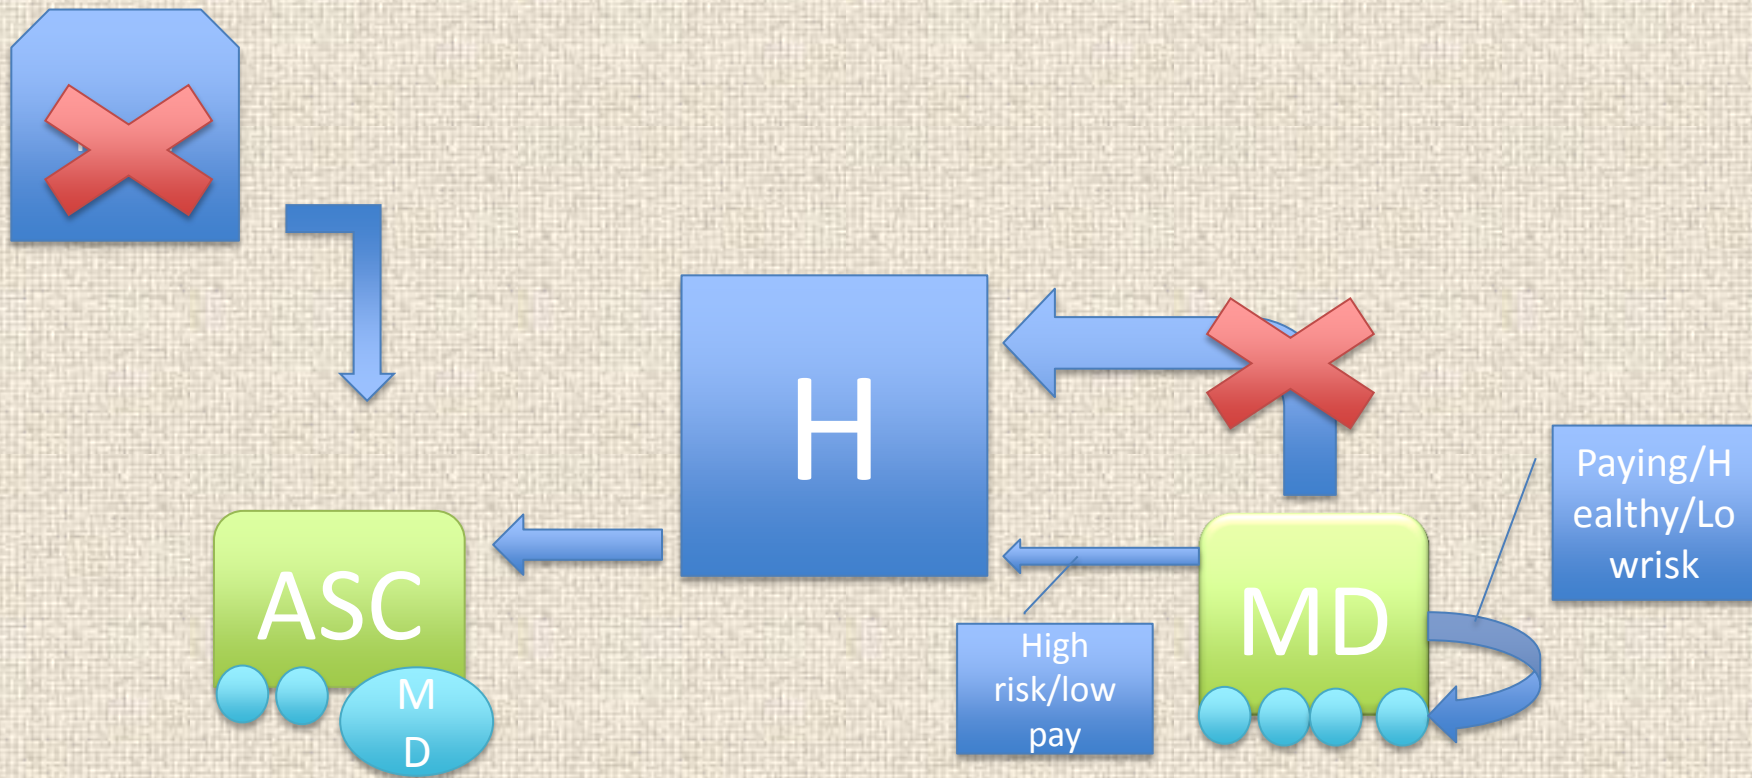 H
Paying/H
ealthy/Lo
wrisk
ASC
MD
High
risk/low
pay
M
D